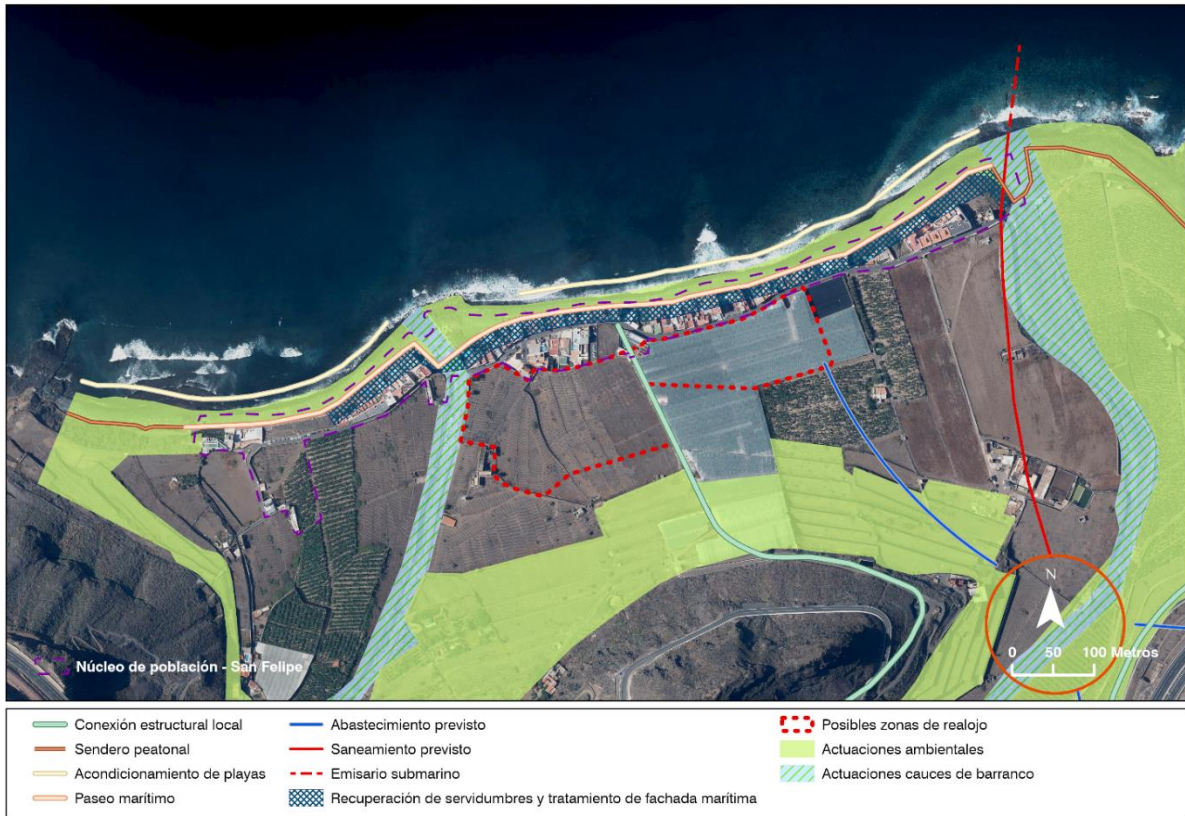 N
0 50 100 Metros
Núcleo de población - San Felipe
Conexión estructural local
Sendero peatonal
Acondicionamiento de playas
Paseo marítimo
Abastecimiento previsto
Saneamiento previsto
Emisario submarino
Recuperación de servidumbres y tratamiento de fachada marítima
Posibles zonas de realojo
Actuaciones ambientales
Actuaciones cauces de barranco